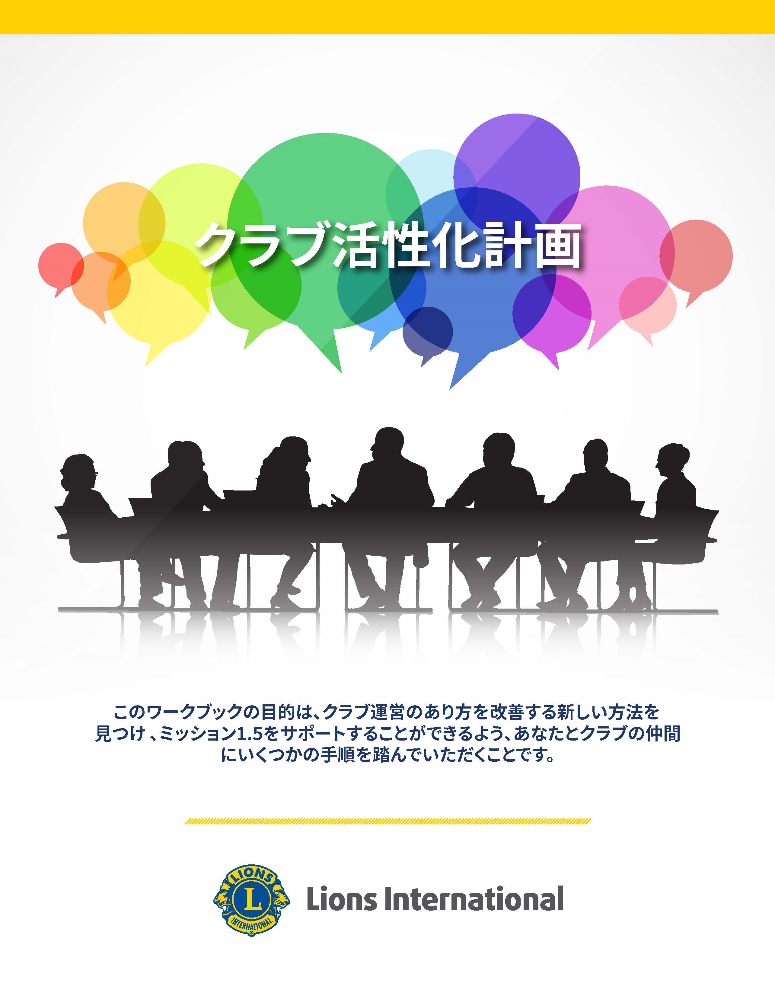 クラブ活性化計画
このワークブックの目的は、クラブ運営のあり方を改善する新しい方法を
見つけ、ミッション1.5をサポートすることができるよう、あなたとクラブの仲間
にいくつかの手順を踏んでいただくことです。
LIONS
L
INTERNATIONAL
®
Lions International